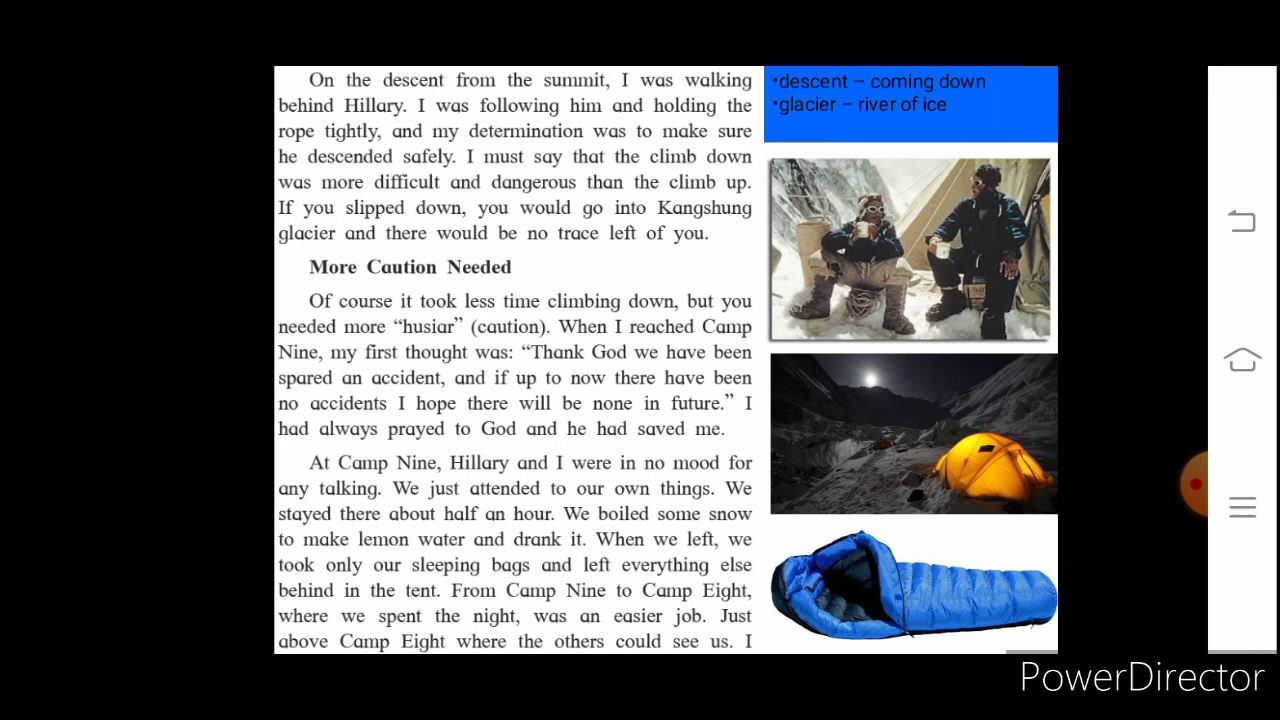 On the descent from the summit, I was walking
behind Hillary. I was following him and holding the
rope tightly, and my determination was to make sure
he descended safely. I must say that the climb down
was more difficult and dangerous than the climb up.
If you slipped down, you would go into Kangshung
glacier and there would be no trace left of you.
More Caution Needed
Of course it took less time climbing down, but you
needed more “husiar” (caution). When I reached Camp
Nine, my first thought was: “Thank God we have been
spared an accident, and if up to now there have been
no accidents I hope there will be none in future.” I
had always prayed to God and he had saved me.
At Camp Nine, Hillary and I were in no mood for
any talking. We just attended to our own things. We
stayed there about half an hour. We boiled some snow
to make lemon water and drank it. When we left, we
took only our sleeping bags and left everything else
behind in the tent. From Camp Nine to Camp Eight,
where we spent the night, was an easier job. Just
above Camp Eight where the others could see us. I
•descent – coming down
•glacier – river of ice
PowerDirector